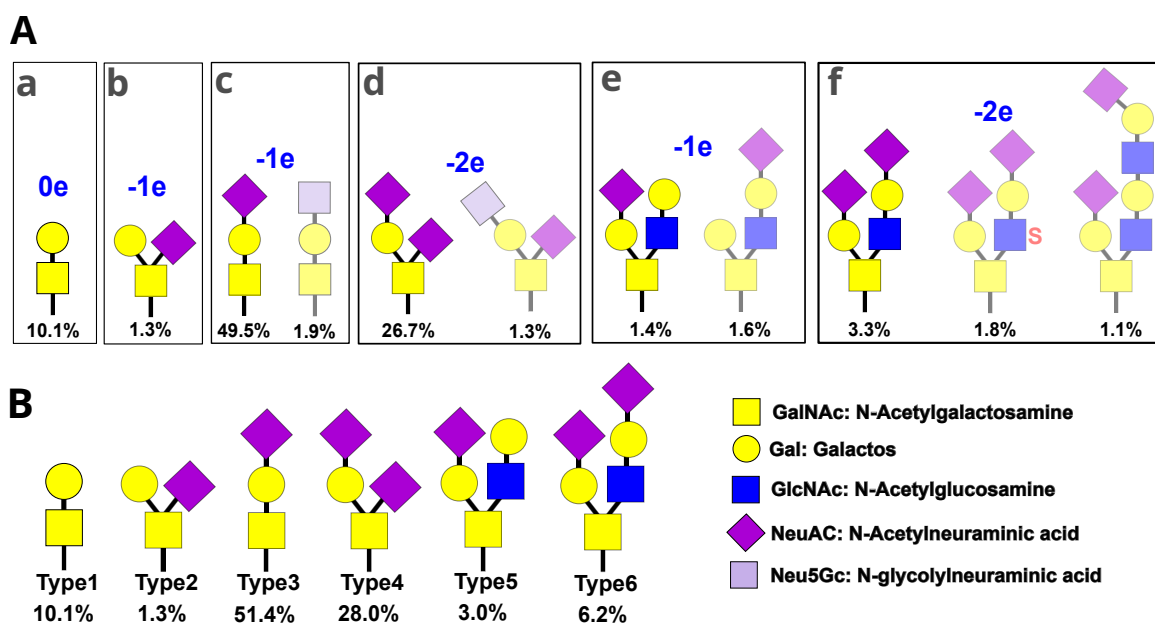 A
a b c d e f
0e -1e -1e -2e -1e -2e
S
10.1% 1.3% 49.5% 1.9% 26.7% 1.3% 1.4% 1.6% 3.3% 1.8% 1.1%
B
Type1 Type2 Type3 Type4 Type5 Type6
10.1% 1.3% 51.4% 28.0% 3.0% 6.2%
GalNAc: N-Acetylgalactosamine
Gal: Galactos
GlcNAc: N-Acetylglucosamine
NeuAC: N-Acetylneuraminic acid
Neu5Gc: N-glycolylneuraminic acid